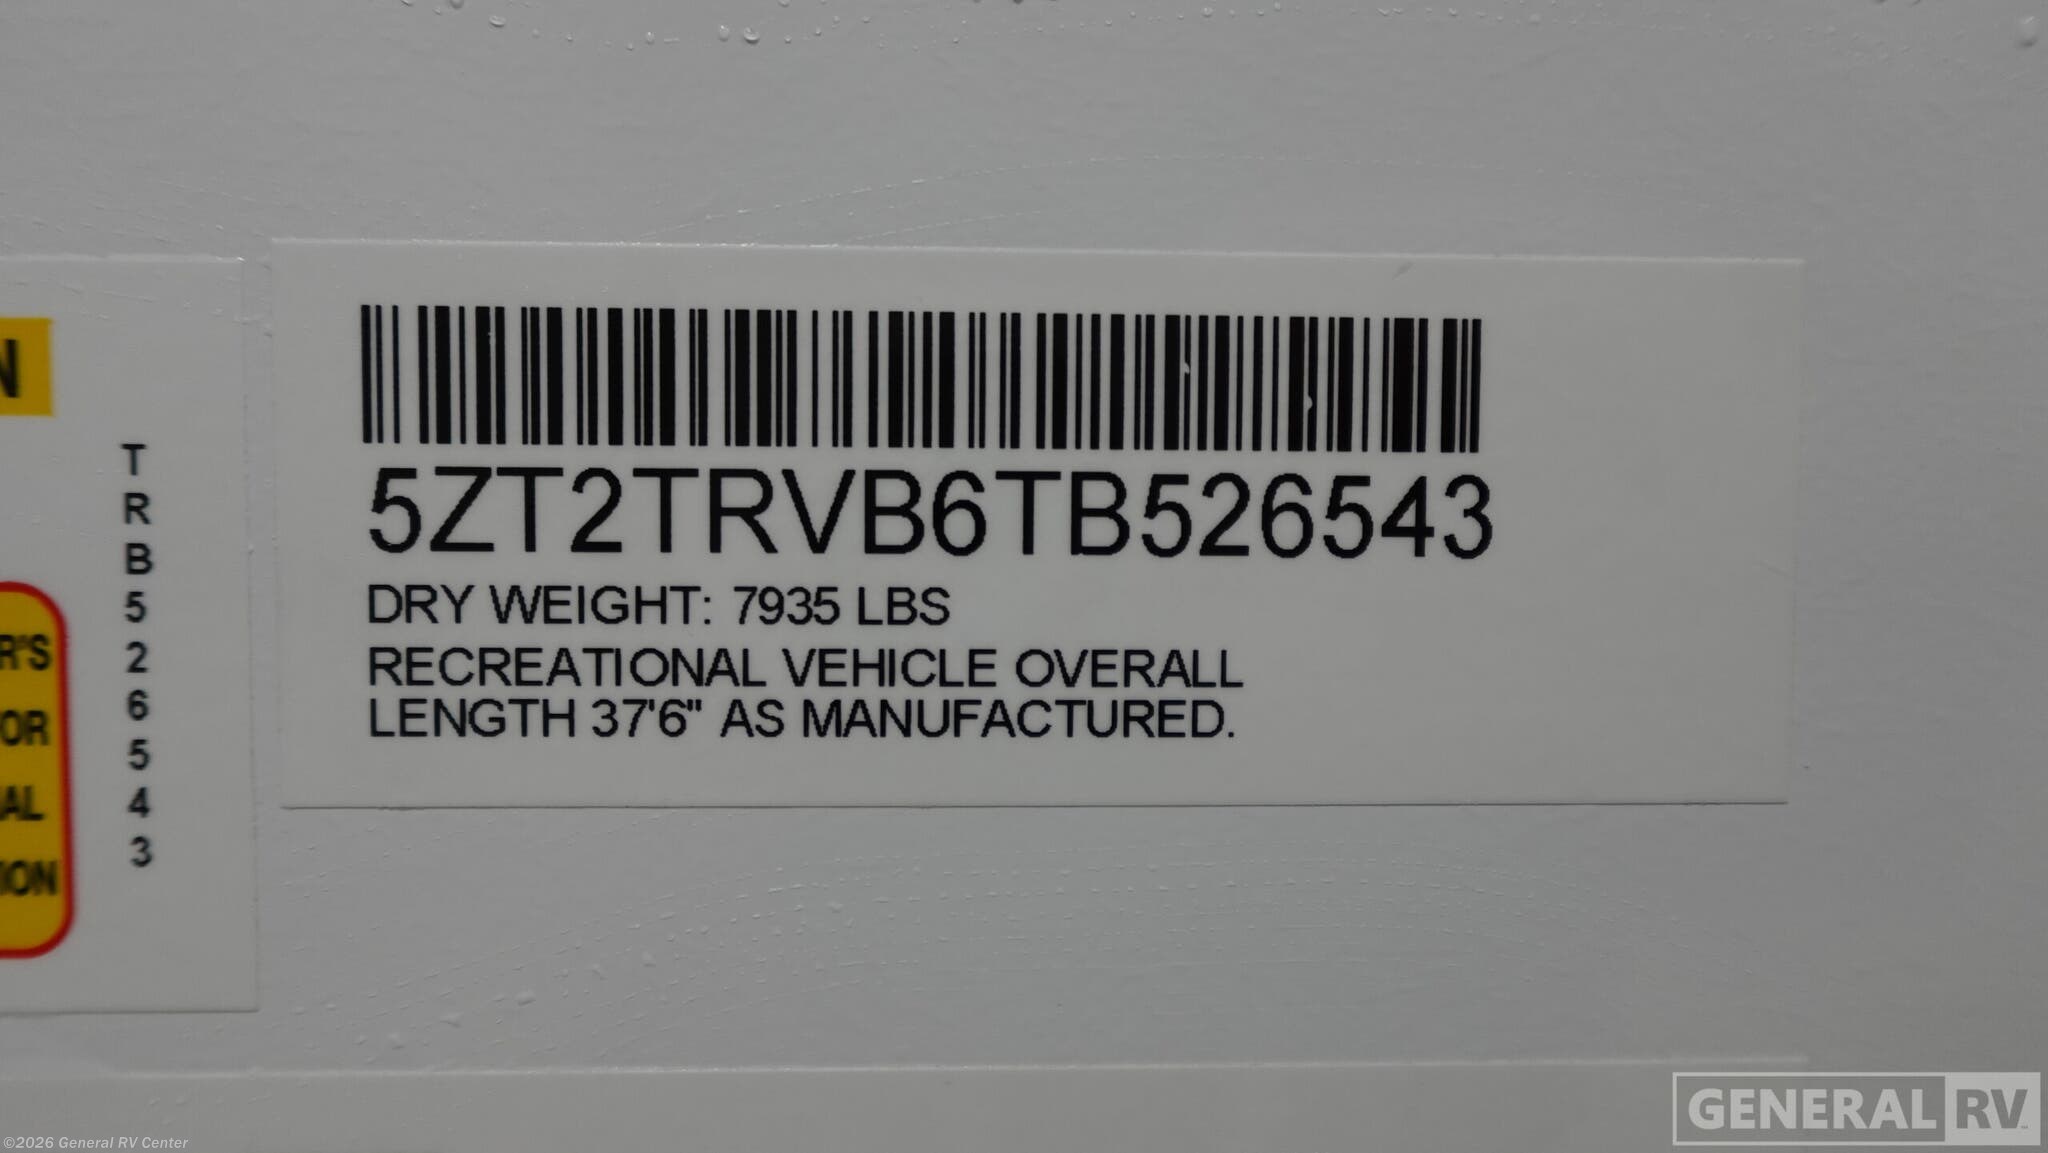 N
R'S
OR
AL
ION
T
R
B
5
2
6
5
4
3
5ZT2TRVB6TB526543
DRY WEIGHT: 7935 LBS
RECREATIONAL VEHICLE OVERALL
LENGTH 37'6" AS MANUFACTURED.
©2026 General RV Center
GENERAL RV